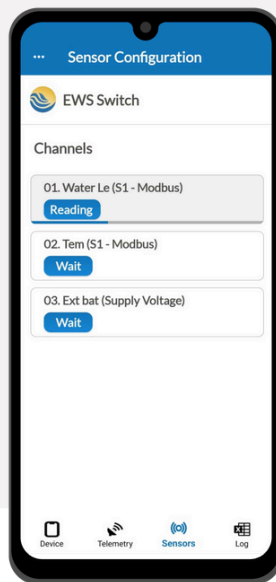 ... Sensor Configuration
EWS Switch
Channels
01. Water Le (S1 - Modbus)
Reading
02. Tem (S1 - Modbus)
Wait
03. Ext bat (Supply Voltage)
Wait
Device Telemetry Sensors Log